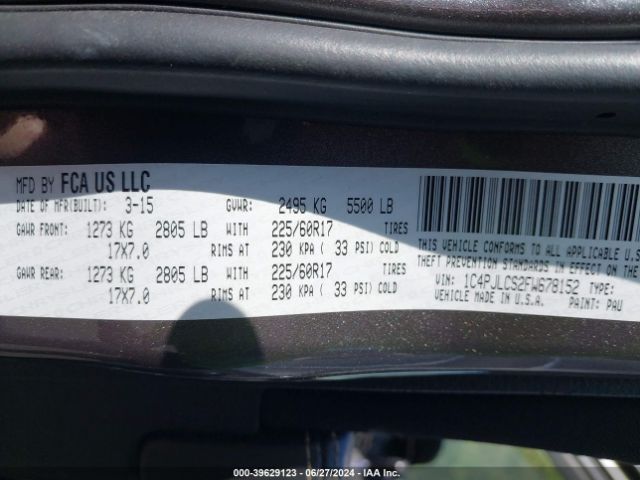 MFD BY FCA US LLC
DATE OF MFR(BUILT): 3-15 GVWR: 2495 KG 5500 LB
GAWR FRONT: 1273 KG 2805 LB WITH 225/60R17 TIRES
17X7.0 RIMS AT 230 KPA ( 33 PSI) COLD
GAWR REAR: 1273 KG 2805 LB WITH 225/60R17 TIRES
17X7.0 RIMS AT 230 KPA ( 33 PSI) COLD
THIS VEHICLE CONFORMS TO ALL APPLICABLE U.S
THEFT PREVENTION STANDARD IN EFFECT ON THE
VIN: 1C4PJLCS2FW678152 TYPE:
VEHICLE MADE IN U.S.A. PAINT: PAU
000-39629123 - 06/27/2024 - IAA Inc.